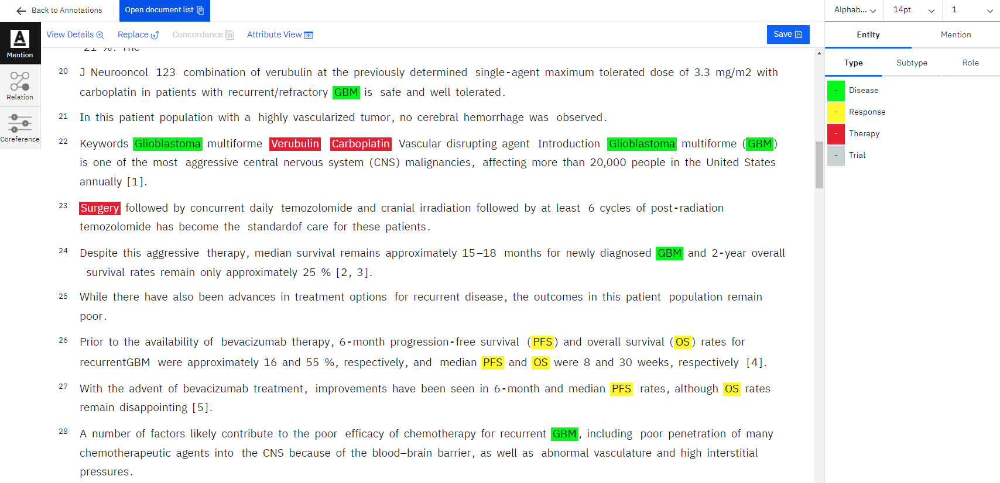 Back to Annotations
Open document list
Alphab...
14pt
1
Mention
Relation
Coreference
View Details
Replace
Concordance
Attribute View
Save
Entity
Mention
Type
Subtype
Role
- Disease
- Response
- Therapy
- Trial
21 %. The
20 J Neurooncol 123 combination of verubulin at the previously determined single-agent maximum tolerated dose of 3.3 mg/m2 with
carboplatin in patients with recurrent/refractory GBM is safe and well tolerated.
21 In this patient population with a highly vascularized tumor, no cerebral hemorrhage was observed.
22 Keywords Glioblastoma multiforme Verubulin Carboplatin Vascular disrupting agent Introduction Glioblastoma multiforme (GBM)
is one of the most aggressive central nervous system (CNS) malignancies, affecting more than 20,000 people in the United States
annually [1].
23 Surgery followed by concurrent daily temozolomide and cranial irradiation followed by at least 6 cycles of post-radiation
temozolomide has become the standardof care for these patients.
24 Despite this aggressive therapy, median survival remains approximately 15–18 months for newly diagnosed GBM and 2-year overall
survival rates remain only approximately 25 % [2, 3].
25 While there have also been advances in treatment options for recurrent disease, the outcomes in this patient population remain
poor.
26 Prior to the availability of bevacizumab therapy, 6-month progression-free survival (PFS) and overall survival (OS) rates for
recurrentGBM were approximately 16 and 55 %, respectively, and median PFS and OS were 8 and 30 weeks, respectively [4].
27 With the advent of bevacizumab treatment, improvements have been seen in 6-month and median PFS rates, although OS rates
remain disappointing [5].
28 A number of factors likely contribute to the poor efficacy of chemotherapy for recurrent GBM, including poor penetration of many
chemotherapeutic agents into the CNS because of the blood–brain barrier, as well as abnormal vasculature and high interstitial
pressures.